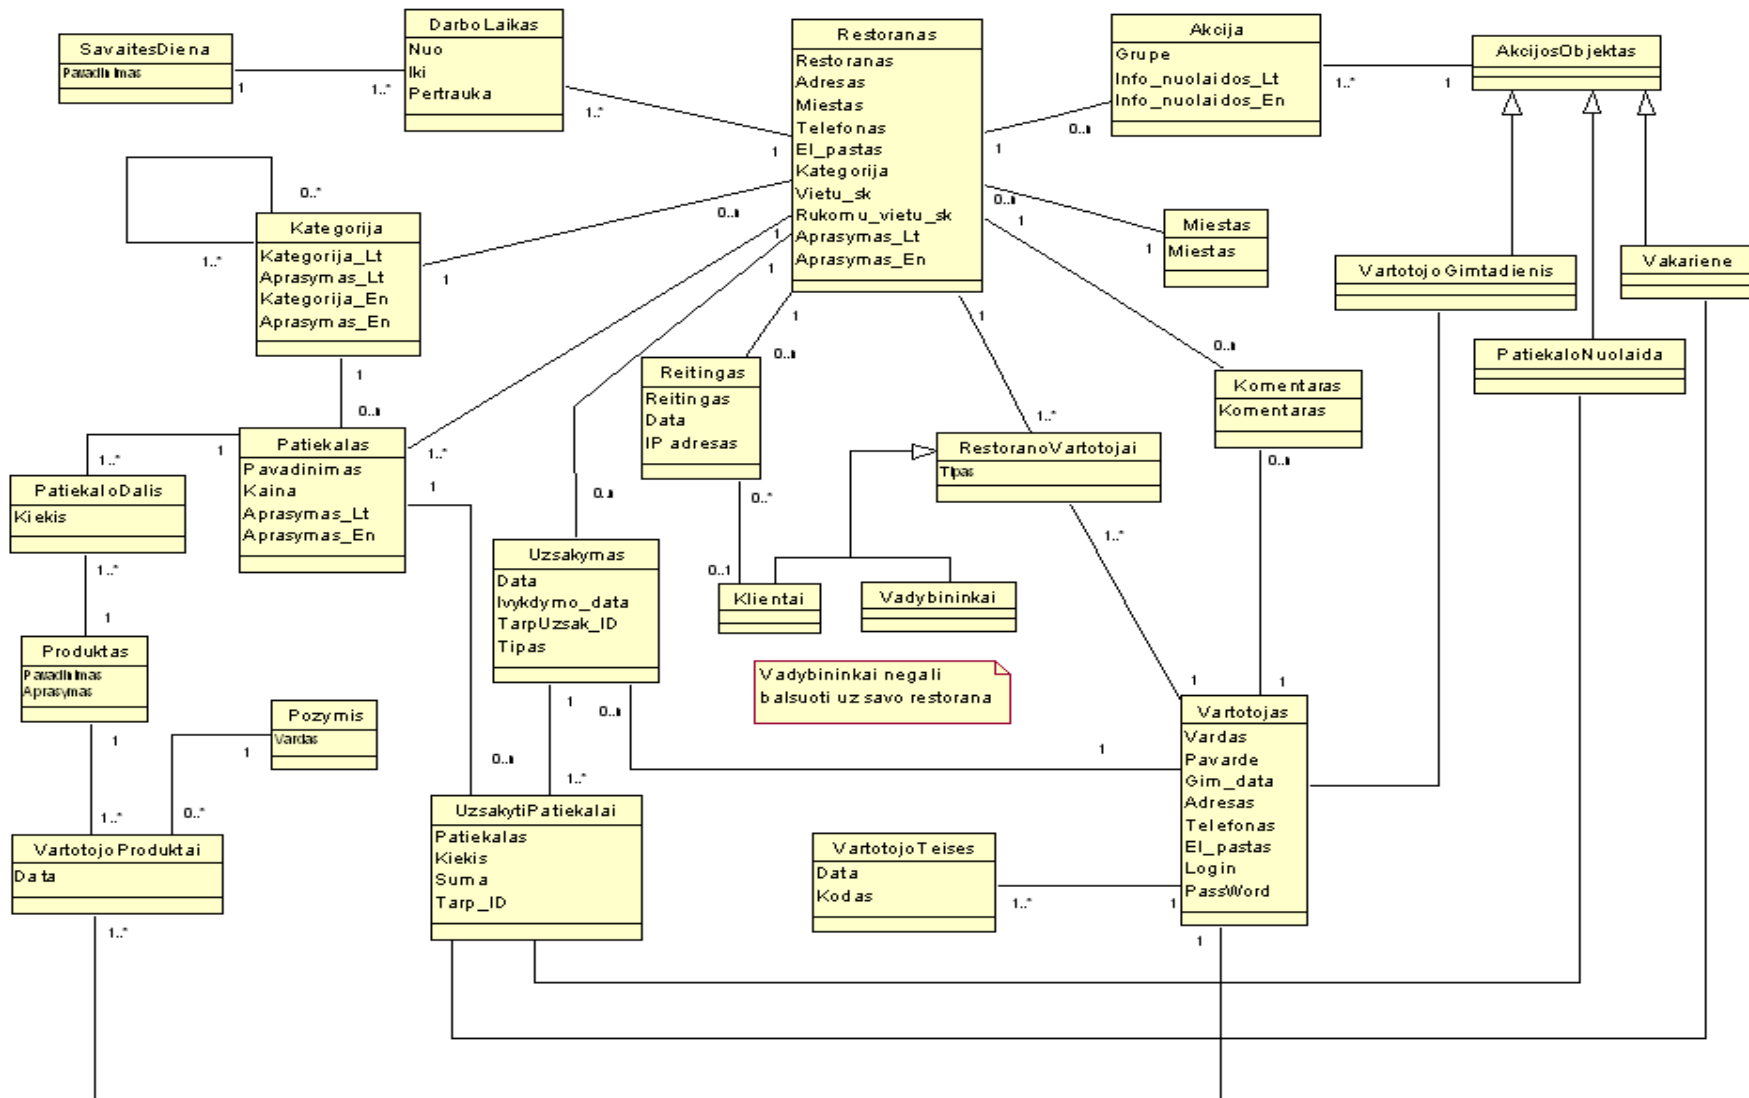 SavaitesDiena
Pavadinimas
1
1..*
DarboLaikas
Nuo
Iki
Pertrauka
1..*
1
Restoranas
Restoranas
Adresas
Miestas
Telefonas
El_pastas
Kategorija
Vietu_sk
Rukomu_vietu_sk
Aprasymas_Lt
Aprasymas_En
Akcija
Grupe
Info_nuolaidos_Lt
Info_nuolaidos_En
0..n
1
1..*
1
AkcijosObjektas
0..*
1..*
Kategorija
Kategorija_Lt
Aprasymas_Lt
Kategorija_En
Aprasymas_En
1
0..n
1
1
0..n
1
1
Miestas
Miestas
VartotojoGimtadienis
Vakariene
PatiekaloNuolaida
1
0..n
1
0..n
Reitingas
Reitingas
Data
IP adresas
1
1..*
0..n
Komentaras
Komentaras
0..n
Patiekalas
Pavadinimas
Kaina
Aprasymas_Lt
Aprasymas_En
1
1..*
1..*
1
PatiekaloDalis
Kiekis
1..*
1
RestoranoVartotojai
Tipas
1..*
0..*
0..1
0..n
Uzsakymas
Data
Ivykdymo_data
TarpUzsak_ID
Tipas
Klientai
Vadybininkai
Produktas
Pavadinimas
Aprasymas
1
1..*
Pozymis
Vardas
1
0..*
Vadybininkai negali
balsuoti uz savo restorana
1
0..n
0..n
1..*
1
1
1
Vartotojas
Vardas
Pavarde
Gim_data
Adresas
Telefonas
El_pastas
Login
PassWord
UzsakytiPatiekalai
Patiekalas
Kiekis
Suma
Tarp_ID
VartotojoProduktai
Data
1..*
VartotojoTeises
Data
Kodas
1..*
1
1